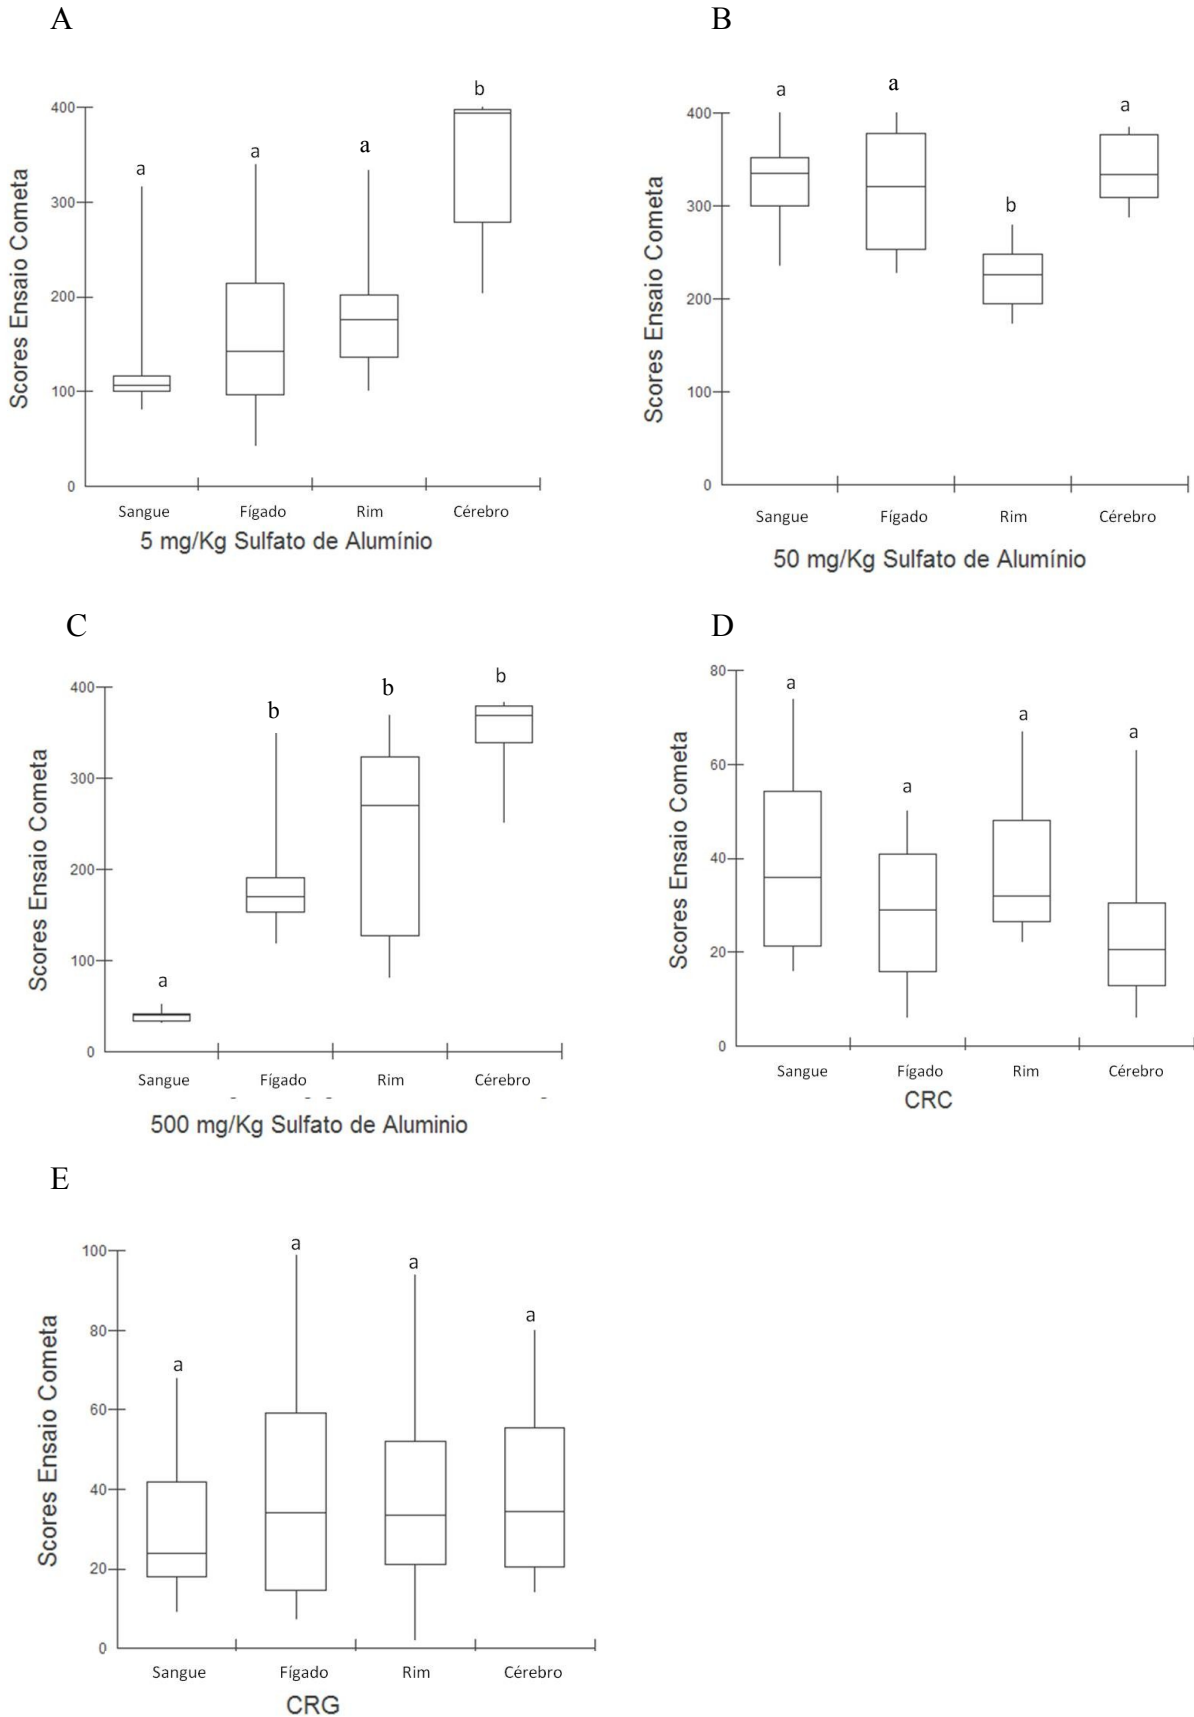 A
Scores Ensaio Cometa
400
300
200
100
0
a
a
a
b
Sangue
Fígado
Rim
Cérebro
5 mg/Kg Sulfato de Alumínio
B
Scores Ensaio Cometa
400
300
200
100
0
a
a
b
a
Sangue
Fígado
Rim
Cérebro
50 mg/Kg Sulfato de Alumínio
C
Scores Ensaio Cometa
400
300
200
100
0
a
b
b
b
Sangue
Fígado
Rim
Cérebro
500 mg/Kg Sulfato de Aluminio
D
Scores Ensaio Cometa
80
60
40
20
0
a
a
a
a
Sangue
Fígado
Rim
Cérebro
CRC
E
Scores Ensaio Cometa
100
80
60
40
20
0
a
a
a
a
Sangue
Fígado
Rim
Cérebro
CRG